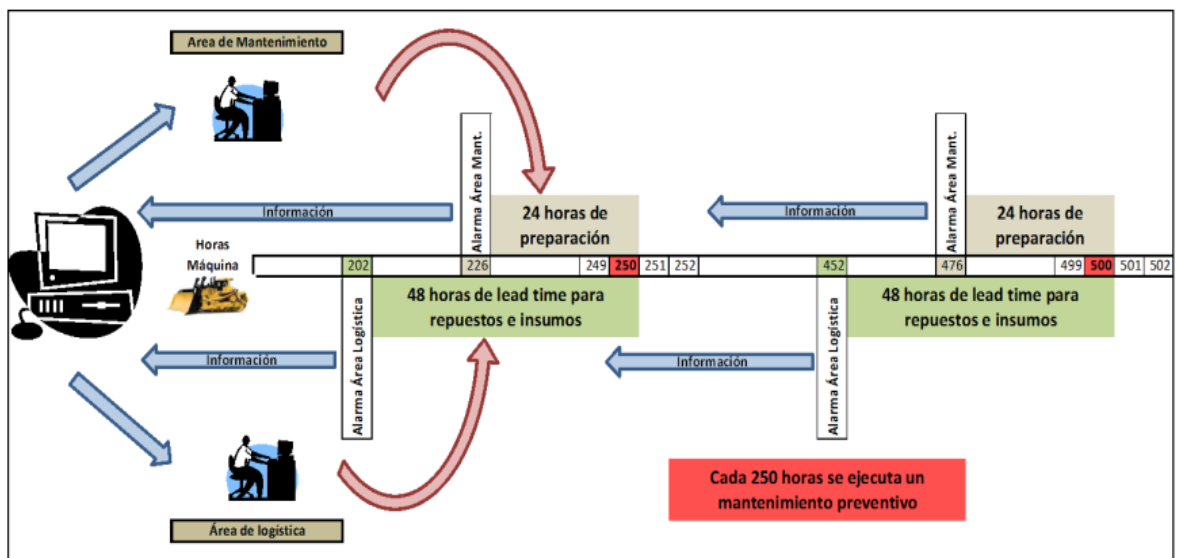 Area de Mantenimiento
Alarma Área Mant.
Alarma Área Mant.
Información
24 horas de
preparación
Información
24 horas de
preparación
Horas
Máquina
202
226
249
250
251
252
452
476
499
500
501
502
48 horas de lead time para
repuestos e insumos
48 horas de lead time para
repuestos e insumos
Alarma Área Logística
Alarma Área Logística
Información
Información
Cada 250 horas se ejecuta un
mantenimiento preventivo
Área de logística